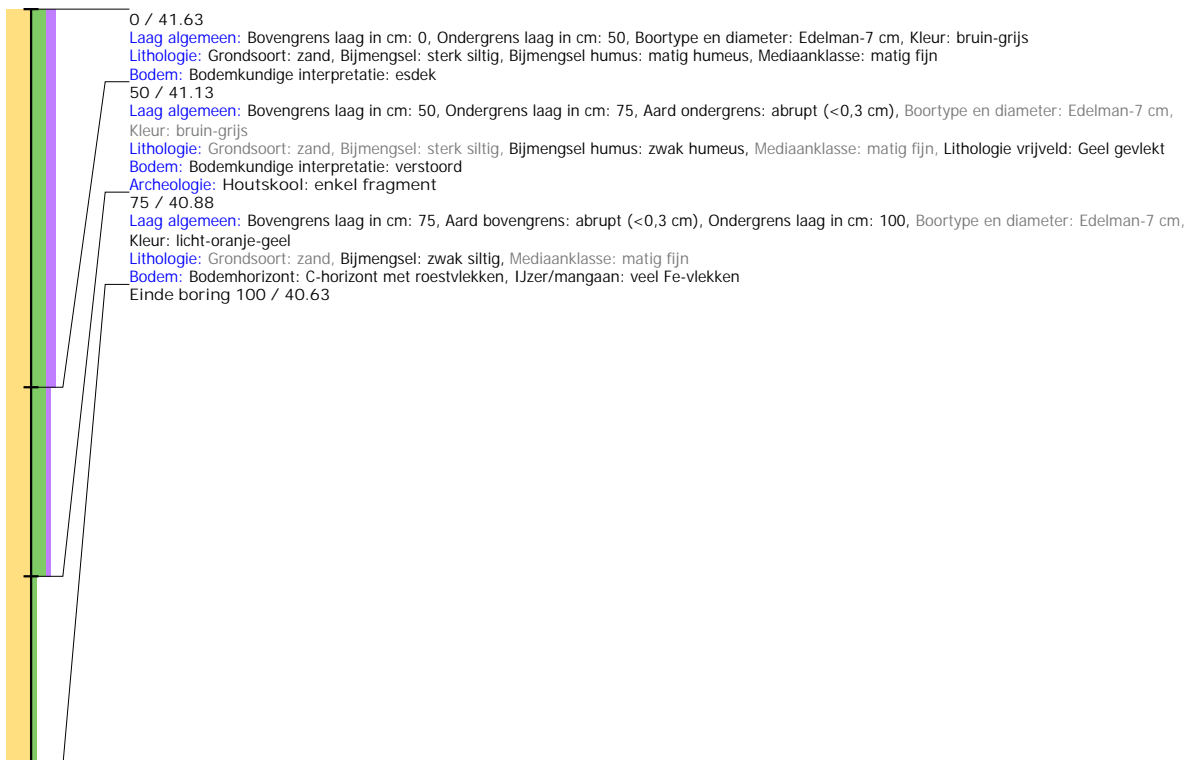 0 / 41.63
Laag algemeen: Bovengrens laag in cm: 0, Ondergrens laag in cm: 50, Boortype en diameter: Edelman-7 cm, Kleur: bruin-grijs
Lithologie: Grondsoort: zand, Bijmengsel: sterk siltig, Bijmengsel humus: matig humeus, Mediaanklasse: matig fijn
Bodem: Bodemkundige interpretatie: esdek
50 / 41.13
Laag algemeen: Bovengrens laag in cm: 50, Ondergrens laag in cm: 75, Aard ondergrens: abrupt (<0,3 cm), Boortype en diameter: Edelman-7 cm,
Kleur: bruin-grijs
Lithologie: Grondsoort: zand, Bijmengsel: sterk siltig, Bijmengsel humus: zwak humeus, Mediaanklasse: matig fijn, Lithologie vrijveld: Geel gevlekt
Bodem: Bodemkundige interpretatie: verstoord
Archeologie: Houtskool: enkel fragment
75 / 40.88
Laag algemeen: Bovengrens laag in cm: 75, Aard bovengrens: abrupt (<0,3 cm), Ondergrens laag in cm: 100, Boortype en diameter: Edelman-7 cm,
Kleur: licht-oranje-geel
Lithologie: Grondsoort: zand, Bijmengsel: zwak siltig, Mediaanklasse: matig fijn
Bodem: Bodemhorizont: C-horizont met roestvlekken, IJzer/mangaan: veel Fe-vlekken
Einde boring 100 / 40.63